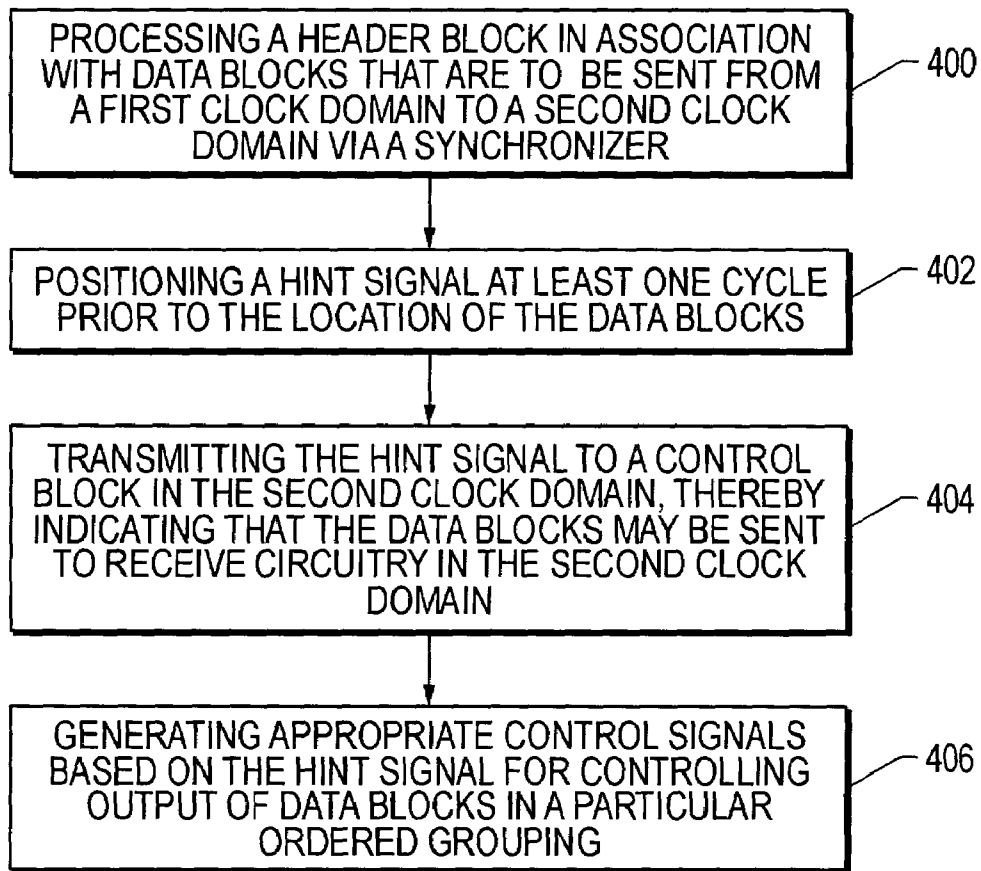 PROCESSING A HEADER BLOCK IN ASSOCIATION
WITH DATA BLOCKS THAT ARE TO BE SENT FROM
A FIRST CLOCK DOMAIN TO A SECOND CLOCK
DOMAIN VIA A SYNCHRONIZER
400
POSITIONING A HINT SIGNAL AT LEAST ONE CYCLE
PRIOR TO THE LOCATION OF THE DATA BLOCKS
402
TRANSMITTING THE HINT SIGNAL TO A CONTROL
BLOCK IN THE SECOND CLOCK DOMAIN, THEREBY
INDICATING THAT THE DATA BLOCKS MAY BE SENT
TO RECEIVE CIRCUITRY IN THE SECOND CLOCK
DOMAIN
404
GENERATING APPROPRIATE CONTROL SIGNALS
BASED ON THE HINT SIGNAL FOR CONTROLLING
OUTPUT OF DATA BLOCKS IN A PARTICULAR
ORDERED GROUPING
406